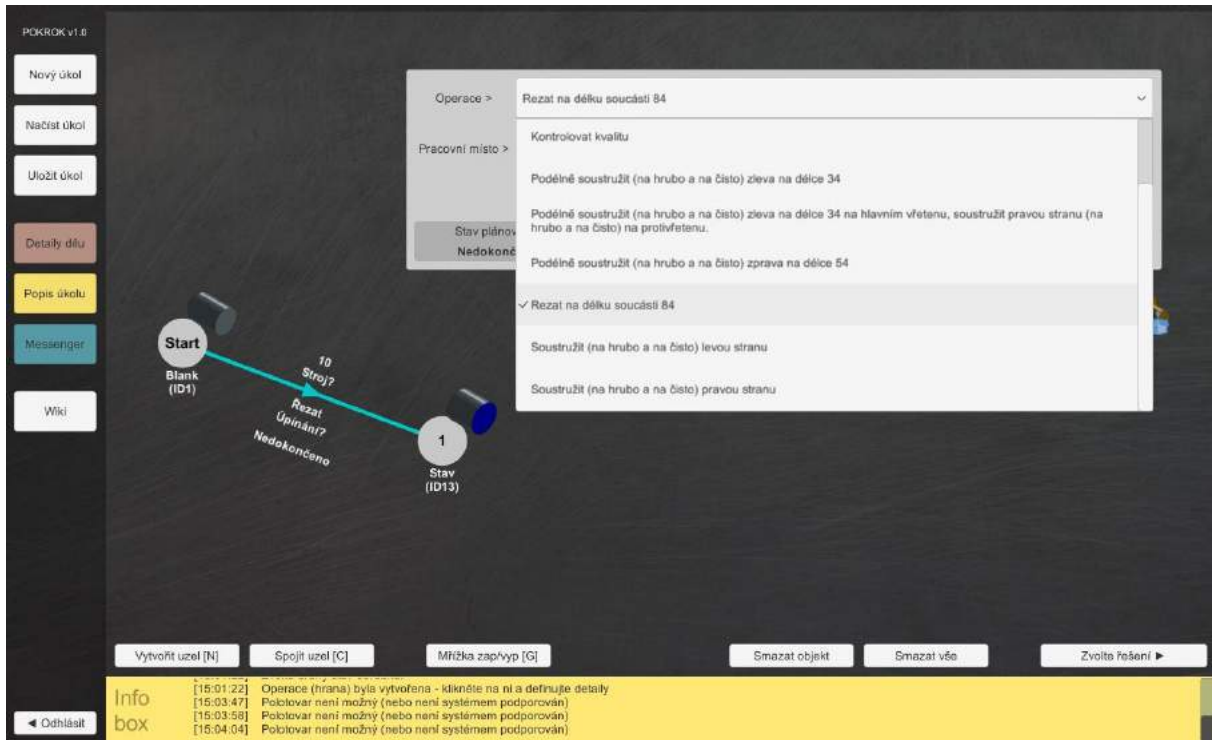 POKROK v1.0
Nový úkol
Načíst úkol
Uložit úkol
Detaily dílu
Popis úkolu
Messenger
Wiki
◄ Odhlásit
Operace >
Rezat na délku soucásti 84
Pracovní místo >
Kontrolovat kvalitu
Podélně soustružit (na hrubo a na čisto) zleva na délce 34
Podélně soustružit (na hrubo a na čisto) zleva na délce 34 na hlavním vřetenu, soustružit pravou stranu (na
hrubo a na čisto) na protivřetenu.
Podélně soustružit (na hrubo a na čisto) zprava na délce 54
✓ Rezat na délku soucásti 84
Soustružit (na hrubo a na čisto) levou stranu
Soustružit (na hrubo a na čisto) pravou stranu
Stav pláno
Nedokonč
Start
Blank
(ID1)
10
Stroj?
Řezat
Úpínání?
Nedokončeno
1
Stav
(ID13)
Vytvořit uzel [N]
Spojit uzel [C]
Mřížka zap/vyp [G]
Smazat objekt
Smazat vše
Zvolte řešení ►
Info
box
[15:01:22] Operace (hrana) byla vytvořena - klikněte na ni a definujte detaily
[15:03:47] Polotovar není možný (nebo není systémem podporován)
[15:03:58] Polotovar není možný (nebo není systémem podporován)
[15:04:04] Polotovar není možný (nebo není systémem podporován)